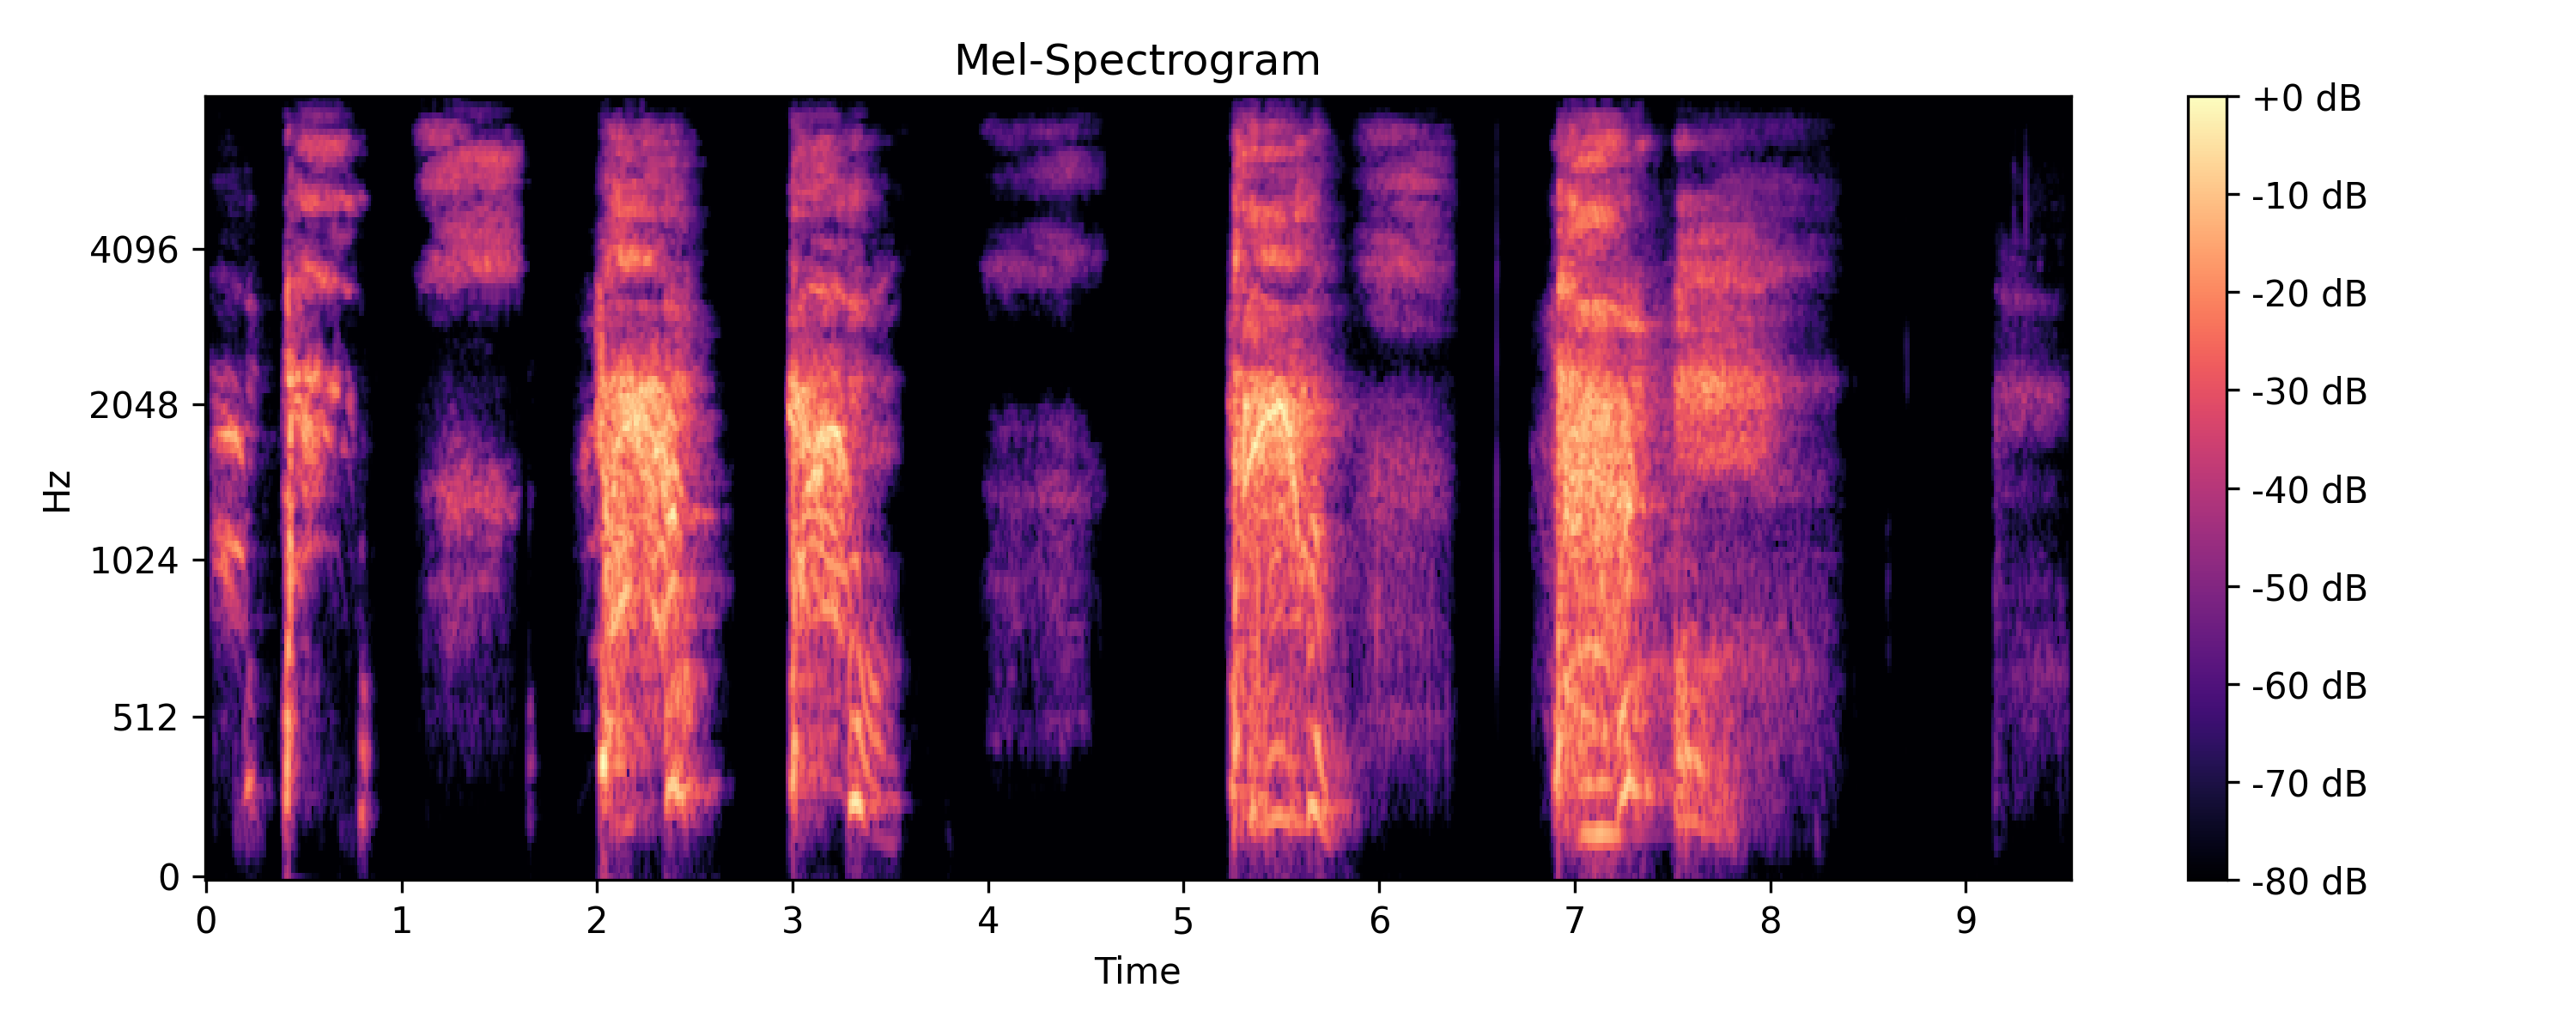 Mel-Spectrogram
+0 dB
-10 dB
-20 dB
-30 dB
-40 dB
-50 dB
-60 dB
-70 dB
-80 dB
4096
2048
1024
512
0
Hz
0 1 2 3 4 5 6 7 8 9
Time